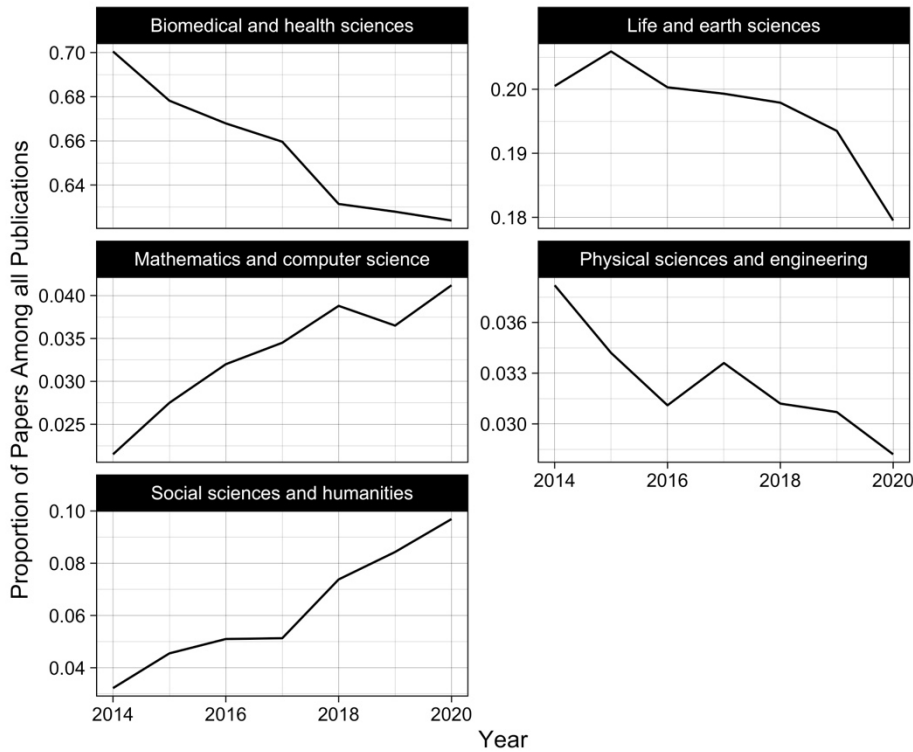 Biomedical and health sciences
0.70
0.68
0.66
0.64
Life and earth sciences
0.20
0.19
0.18
Mathematics and computer science
0.040
0.035
0.030
0.025
Physical sciences and engineering
0.036
0.033
0.030
2014 2016 2018 2020
Social sciences and humanities
0.10
0.08
0.06
0.04
2014 2016 2018 2020
Year
Proportion of Papers Among all Publications